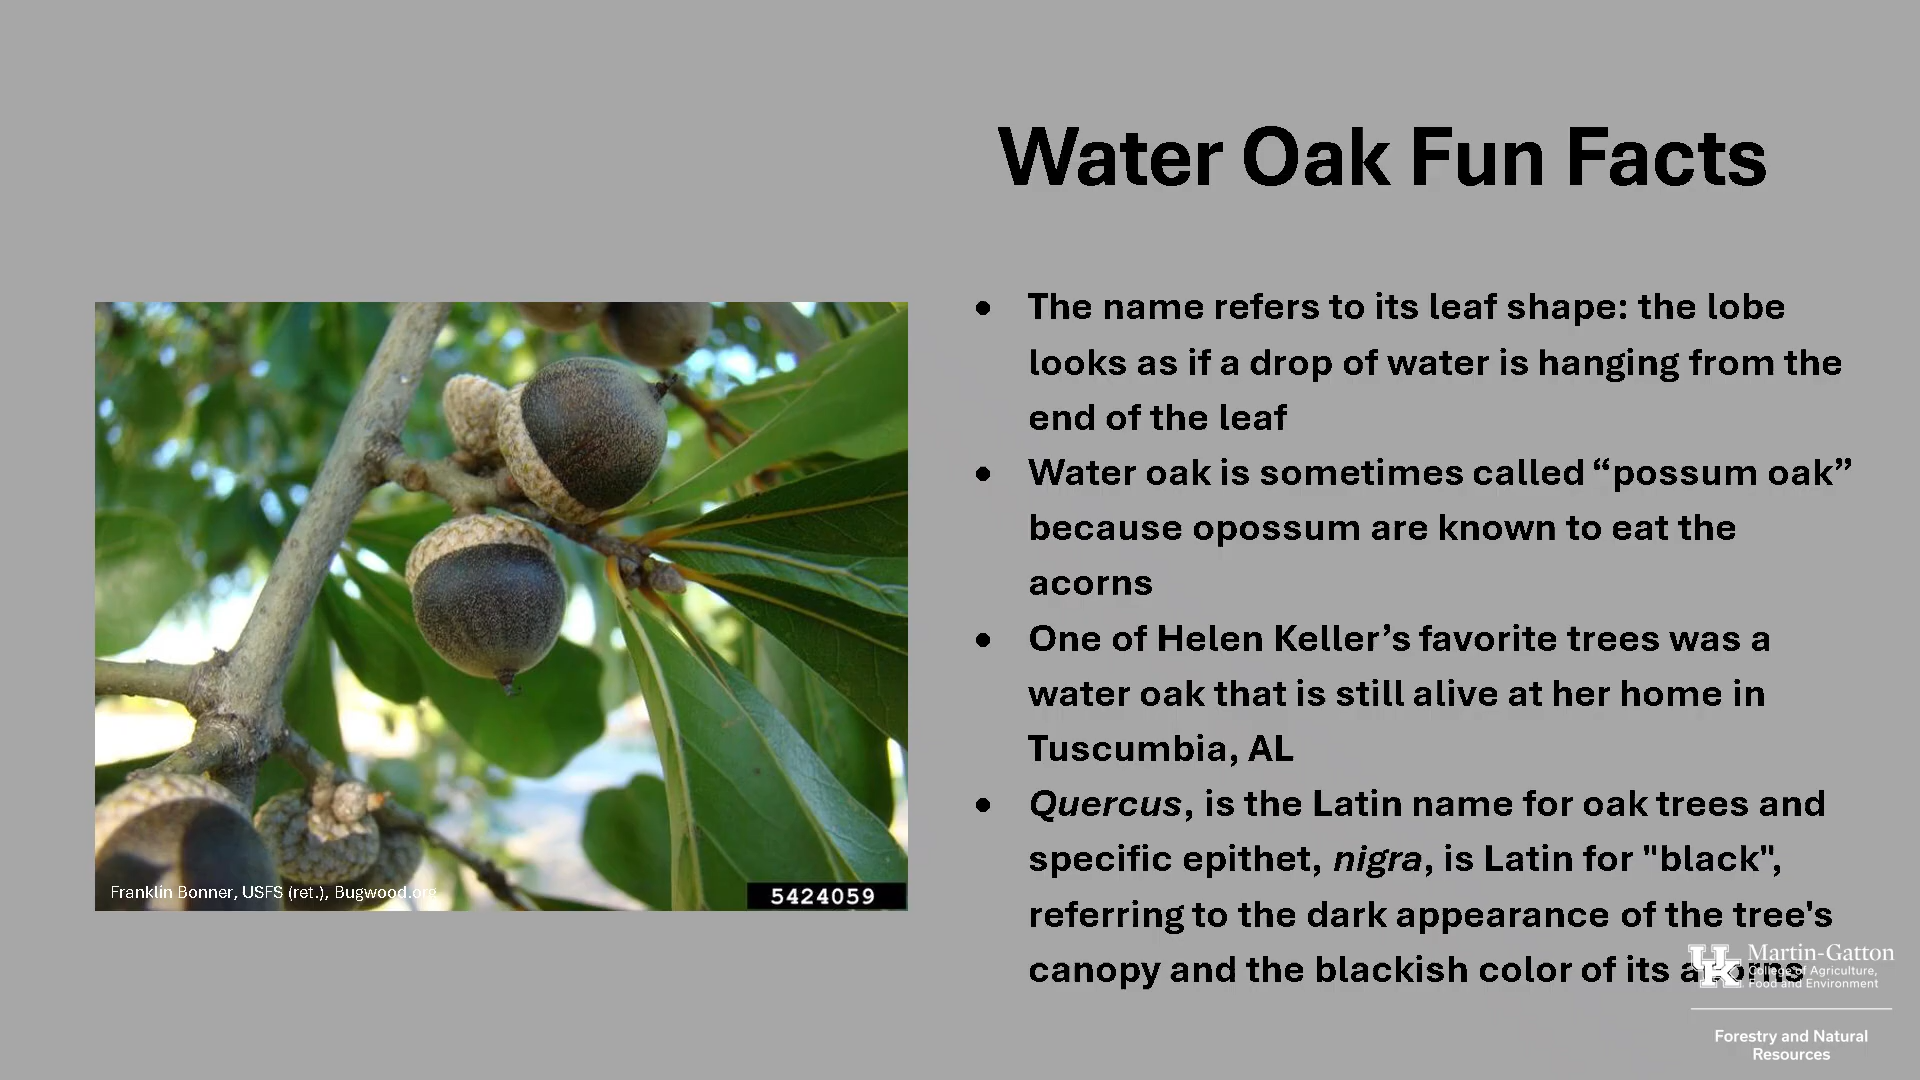 Water Oak Fun Facts
• The name refers to its leaf shape: the lobe
looks as if a drop of water is hanging from the
end of the leaf
• Water oak is sometimes called “possum oak”
because opossum are known to eat the
acorns
• One of Helen Keller’s favorite trees was a
water oak that is still alive at her home in
Tuscumbia, AL
• Quercus, is the Latin name for oak trees and
specific epithet, nigra, is Latin for "black",
referring to the dark appearance of the tree's
canopy and the blackish color of its acorns
Franklin Bonner, USFS (ret.), Bugwood.org
5424059
UK
Martin-Gatton
College of Agriculture,
Food and Environment
Forestry and Natural
Resources